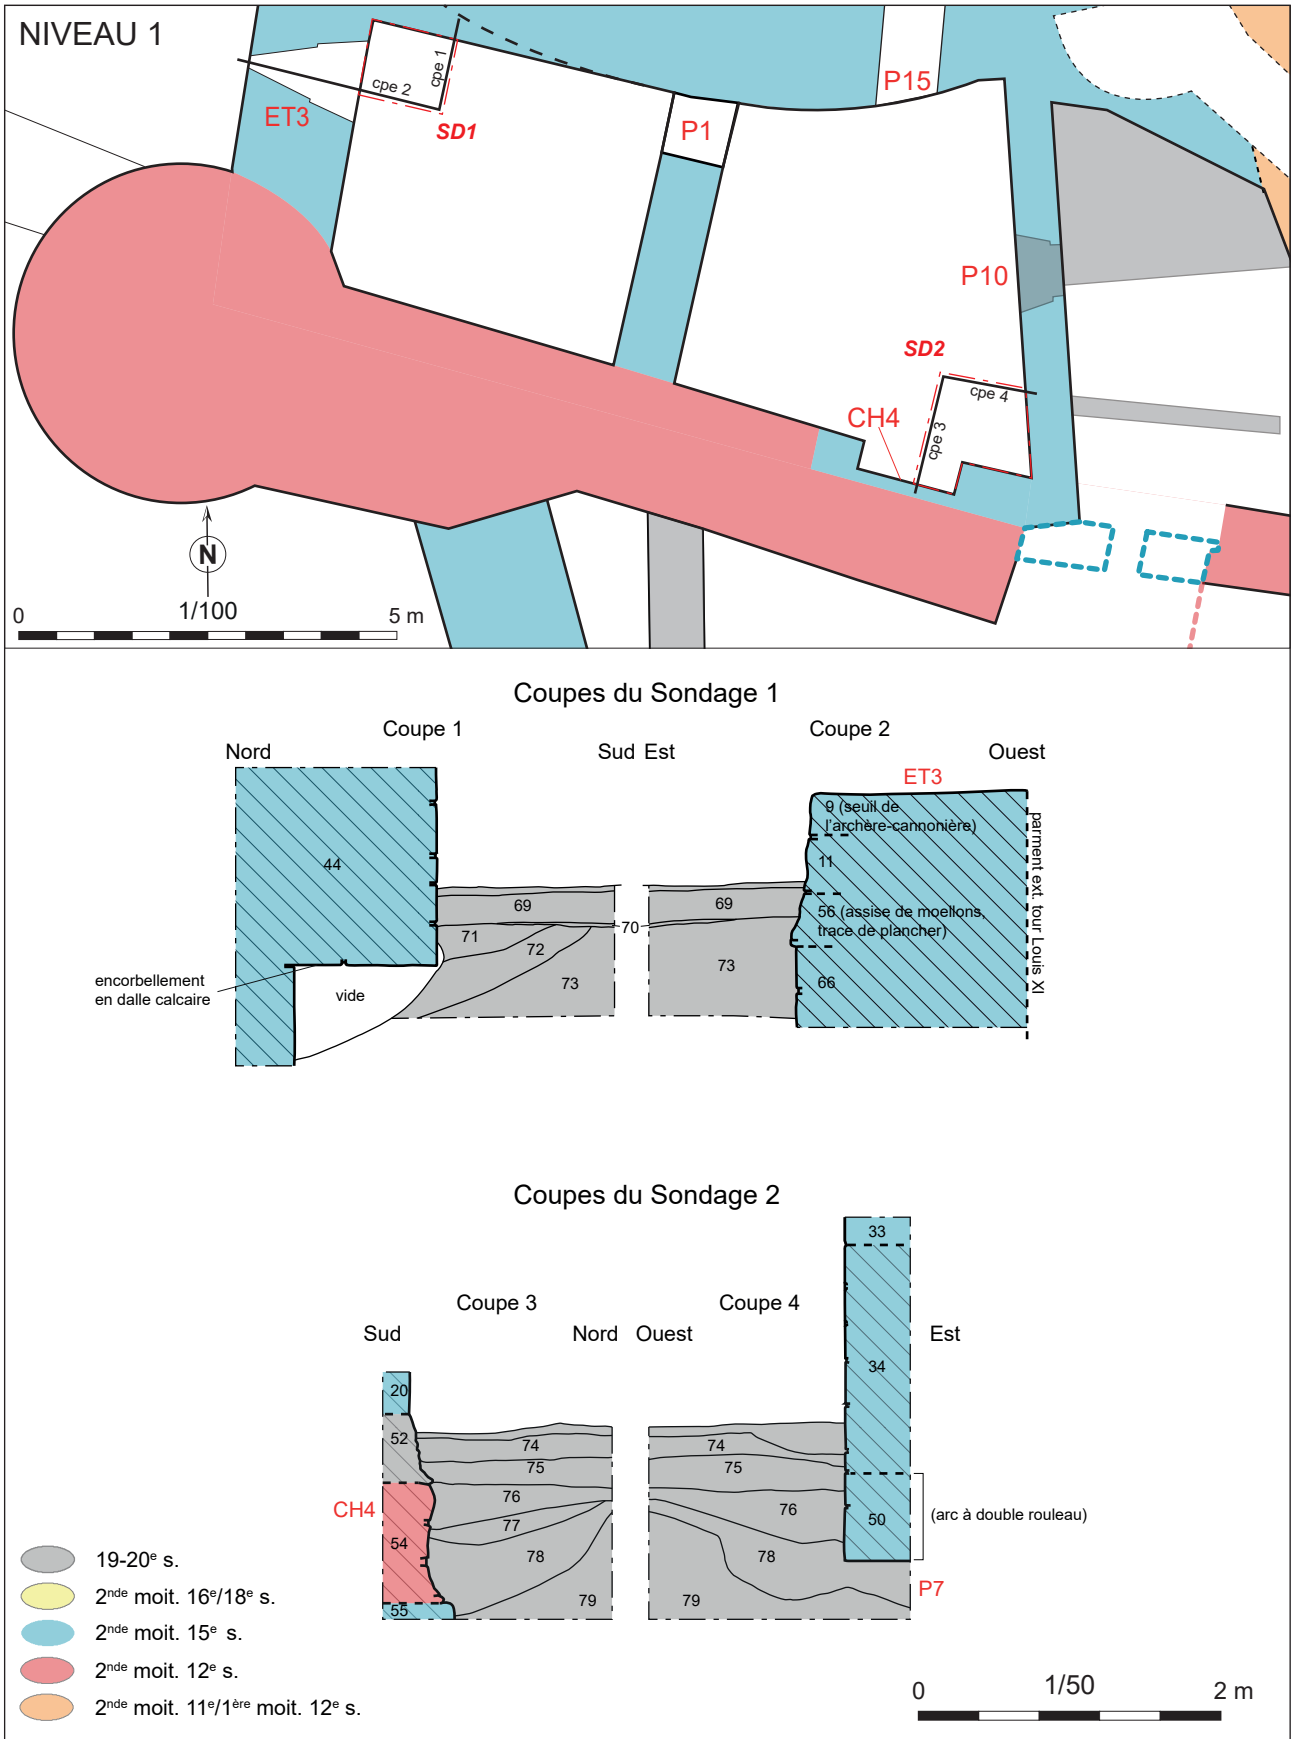 NIVEAU 1
cpe 1
cpe 2
SD1
ET3
P1
P15
P10
SD2
cpe 4
CH4
cpe 3
N
1/100
0
5 m
Coupes du Sondage 1
Coupe 1
Coupe 2
Nord
Sud
Est
Ouest
ET3
9 (seuil de
l'archère-cannonière)
11
44
69
69
56 (assise de moellons,
trace de plancher)
70
71
72
73
73
66
parment ext. tour Louis XI
encorbellement
en dalle calcaire
vide
Coupes du Sondage 2
33
Coupe 3
Coupe 4
Sud
Nord
Ouest
Est
34
20
52
74
74
75
75
76
76
CH4
77
50
(arc à double rouleau)
54
78
78
79
79
P7
55
19-20e s.
2nde moit. 16e/18e s.
2nde moit. 15e s.
2nde moit. 12e s.
2nde moit. 11e/1ère moit. 12e s.
0
1/50
2 m